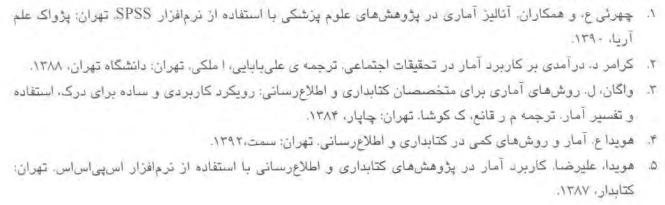 ۱. چهرئی ع، و همکاران. آنالیز آماری در پژوهش‌های علوم پزشکی با استفاده از نرم‌افزار SPSS. تهران: پژواک علم
آریا، ۱۳۹۰.
۲. کرامر د. درآمدی بر کاربرد آمار در تحقیقات اجتماعی. ترجمه ی علی‌بابایی، ا ملکی. تهران: دانشگاه تهران، ۱۳۸۸.
۳. واگان، ل. روش‌های آماری برای متخصصان کتابداری و اطلاع‌رسانی: رویکرد کاربردی و ساده برای درک، استفاده
و تفسیر آمار. ترجمه م ر قانع، ک کوشا. تهران: چاپار، ۱۳۸۴.
۴. هویدا ع. آمار و روش‌های کمی در کتابداری و اطلاع‌رسانی. تهران: سمت،۱۳۹۲.
۵. هویدا، علیرضا. کاربرد آمار در پژوهش‌های کتابداری و اطلاع‌رسانی با استفاده از نرم‌افزار اس‌پی‌اس‌اس. تهران:
کتابدار، ۱۳۸۷.